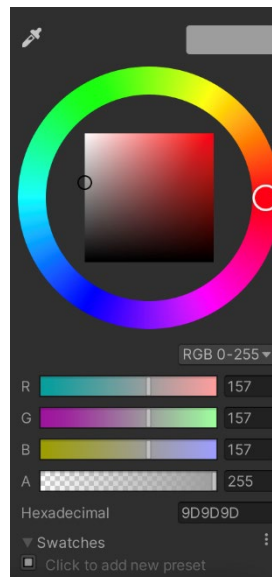 RGB 0-255
R 157
G 157
B 157
A 255
Hexadecimal 9D9D9D
Swatches
Click to add new preset